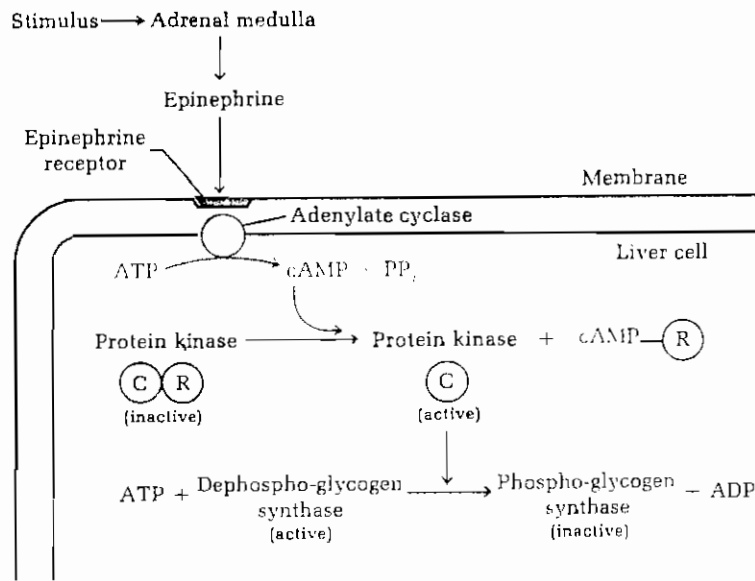 Stimulus → Adrenal medulla
Epinephrine
Epinephrine
receptor
Membrane
Adenylate cyclase
Liver cell
ATP
cAMP + PPi
Protein kinase → Protein kinase + cAMP—R
C R
C
(inactive)
(active)
ATP + Dephospho-glycogen → Phospho-glycogen – ADP
synthase synthase
(active) (inactive)